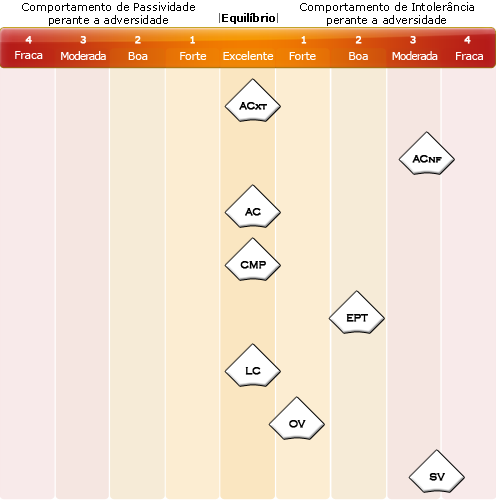 Comportamento de Passividade
perante a adversidade
|Equilíbrio|
Comportamento de Intolerância
perante a adversidade
4 3 2 1 1 2 3 4
Fraca Moderada Boa Forte Excelente Forte Boa Moderada Fraca
ACxt
ACnf
AC
CMP
EPT
LC
OV
SV